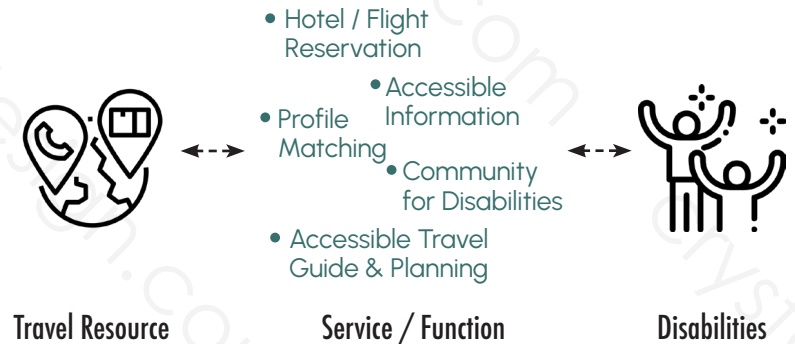 Hotel / Flight
Reservation
Accessible
Information
Profile
Matching
Community
for Disabilities
Accessible Travel
Guide & Planning
Travel Resource
Service / Function
Disabilities